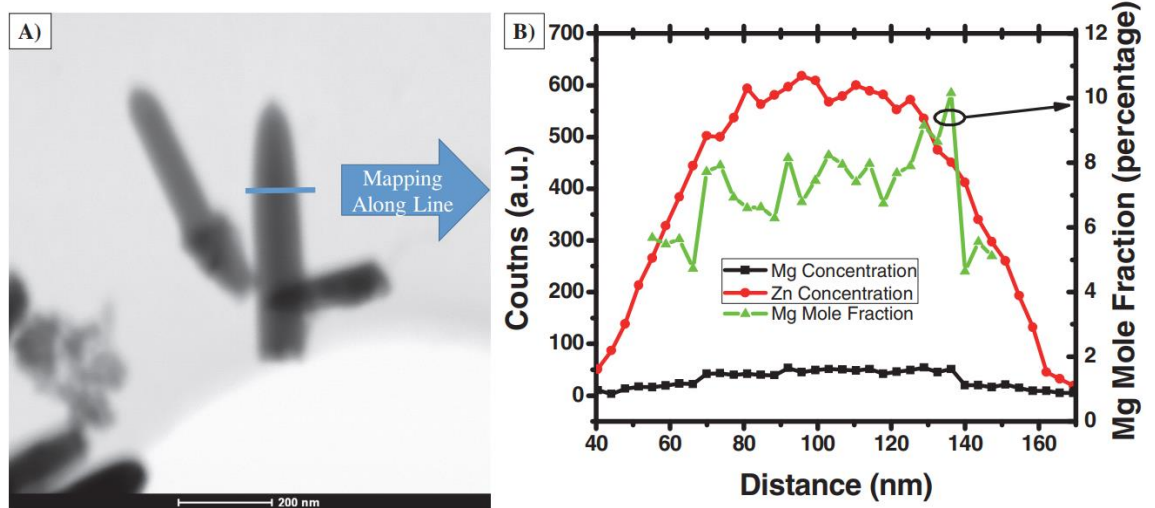 A)
Mapping
Along Line
200 nm
B)
700
600
500
400
300
200
100
0
Coutns (a.u.)
40
60
80
100
120
140
160
Distance (nm)
12
10
8
6
4
2
0
Mg Mole Fraction (percentage)
Mg Concentration
Zn Concentration
Mg Mole Fraction